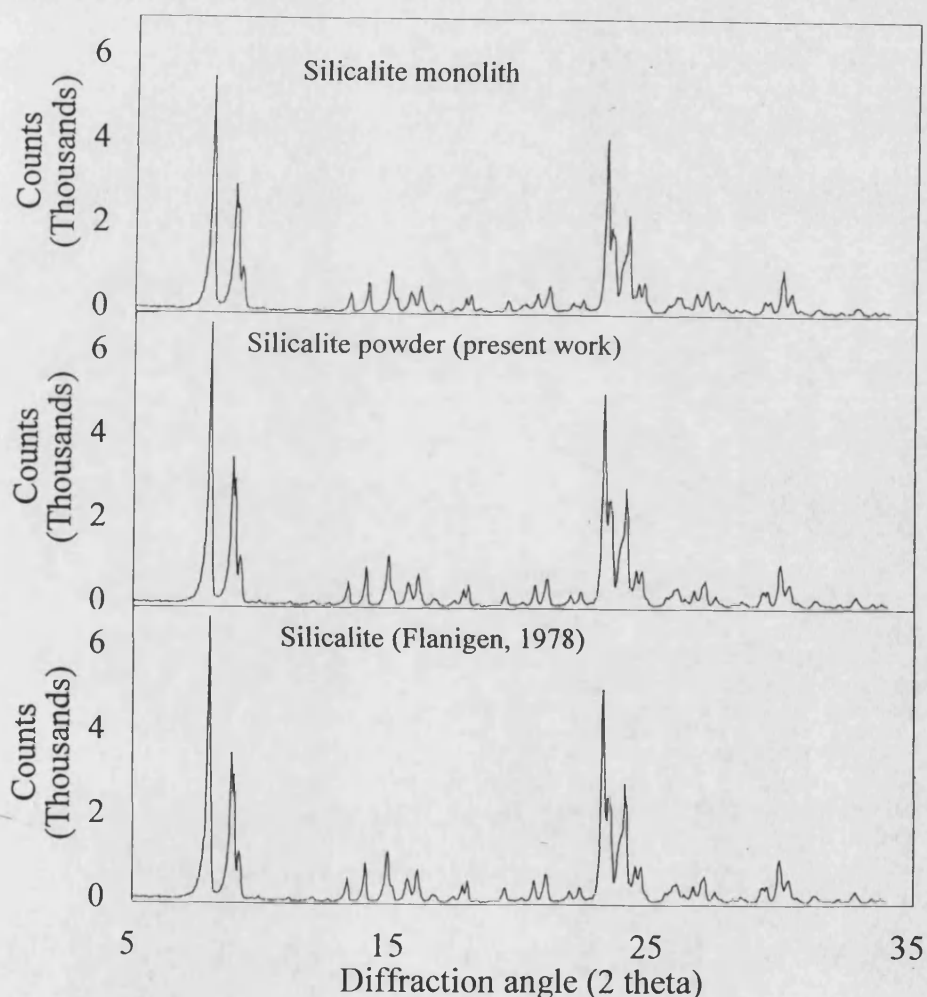 6
4
2
0
Counts
(Thousands)
Silicalite monolith
6
4
2
0
Counts
(Thousands)
Silicalite powder (present work)
6
4
2
0
Counts
(Thousands)
Silicalite (Flanigen, 1978)
5 15 25 35
Diffraction angle (2 theta)